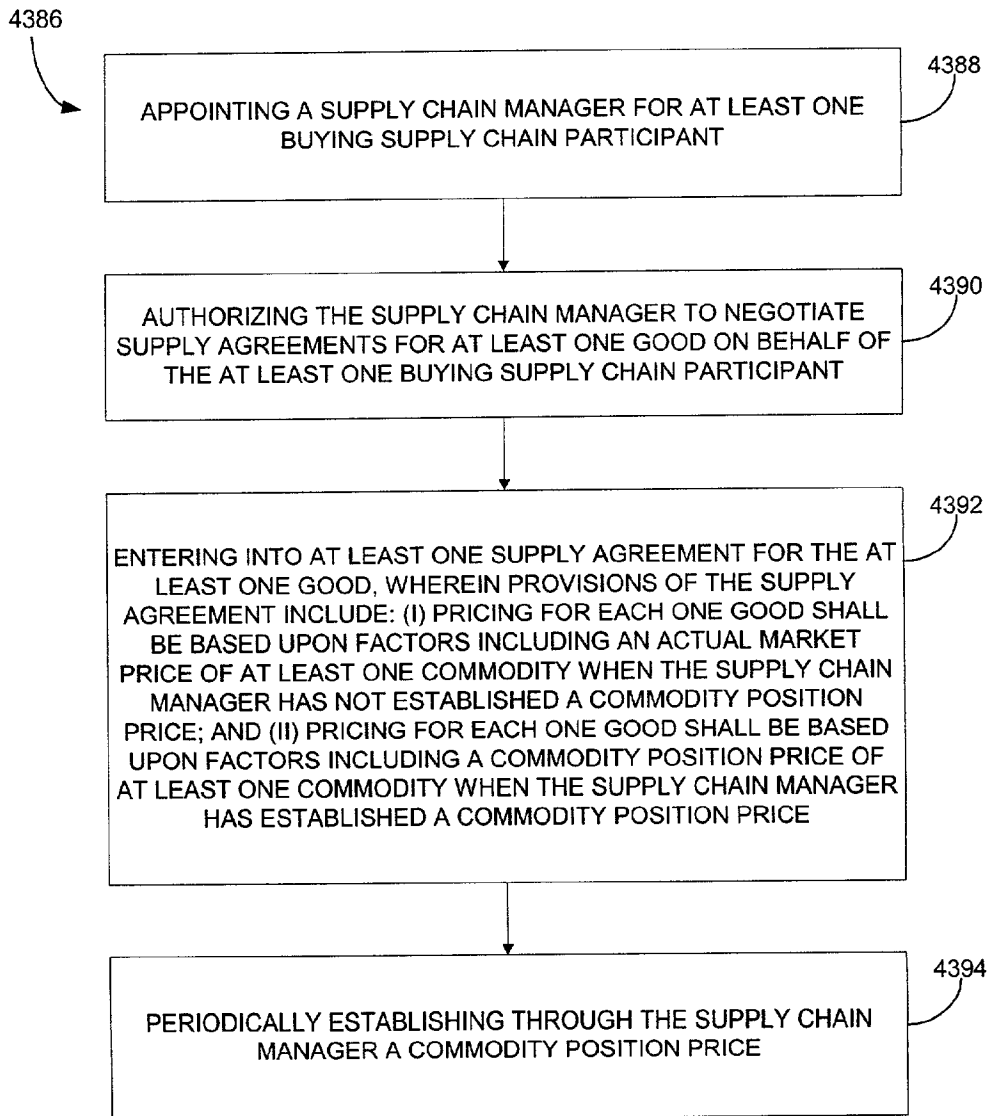 4386
4388
APPOINTING A SUPPLY CHAIN MANAGER FOR AT LEAST ONE
BUYING SUPPLY CHAIN PARTICIPANT
4390
AUTHORIZING THE SUPPLY CHAIN MANAGER TO NEGOTIATE
SUPPLY AGREEMENTS FOR AT LEAST ONE GOOD ON BEHALF OF
THE AT LEAST ONE BUYING SUPPLY CHAIN PARTICIPANT
4392
ENTERING INTO AT LEAST ONE SUPPLY AGREEMENT FOR THE AT
LEAST ONE GOOD, WHEREIN PROVISIONS OF THE SUPPLY
AGREEMENT INCLUDE: (I) PRICING FOR EACH ONE GOOD SHALL
BE BASED UPON FACTORS INCLUDING AN ACTUAL MARKET
PRICE OF AT LEAST ONE COMMODITY WHEN THE SUPPLY CHAIN
MANAGER HAS NOT ESTABLISHED A COMMODITY POSITION
PRICE; AND (II) PRICING FOR EACH ONE GOOD SHALL BE BASED
UPON FACTORS INCLUDING A COMMODITY POSITION PRICE OF
AT LEAST ONE COMMODITY WHEN THE SUPPLY CHAIN MANAGER
HAS ESTABLISHED A COMMODITY POSITION PRICE
4394
PERIODICALLY ESTABLISHING THROUGH THE SUPPLY CHAIN
MANAGER A COMMODITY POSITION PRICE